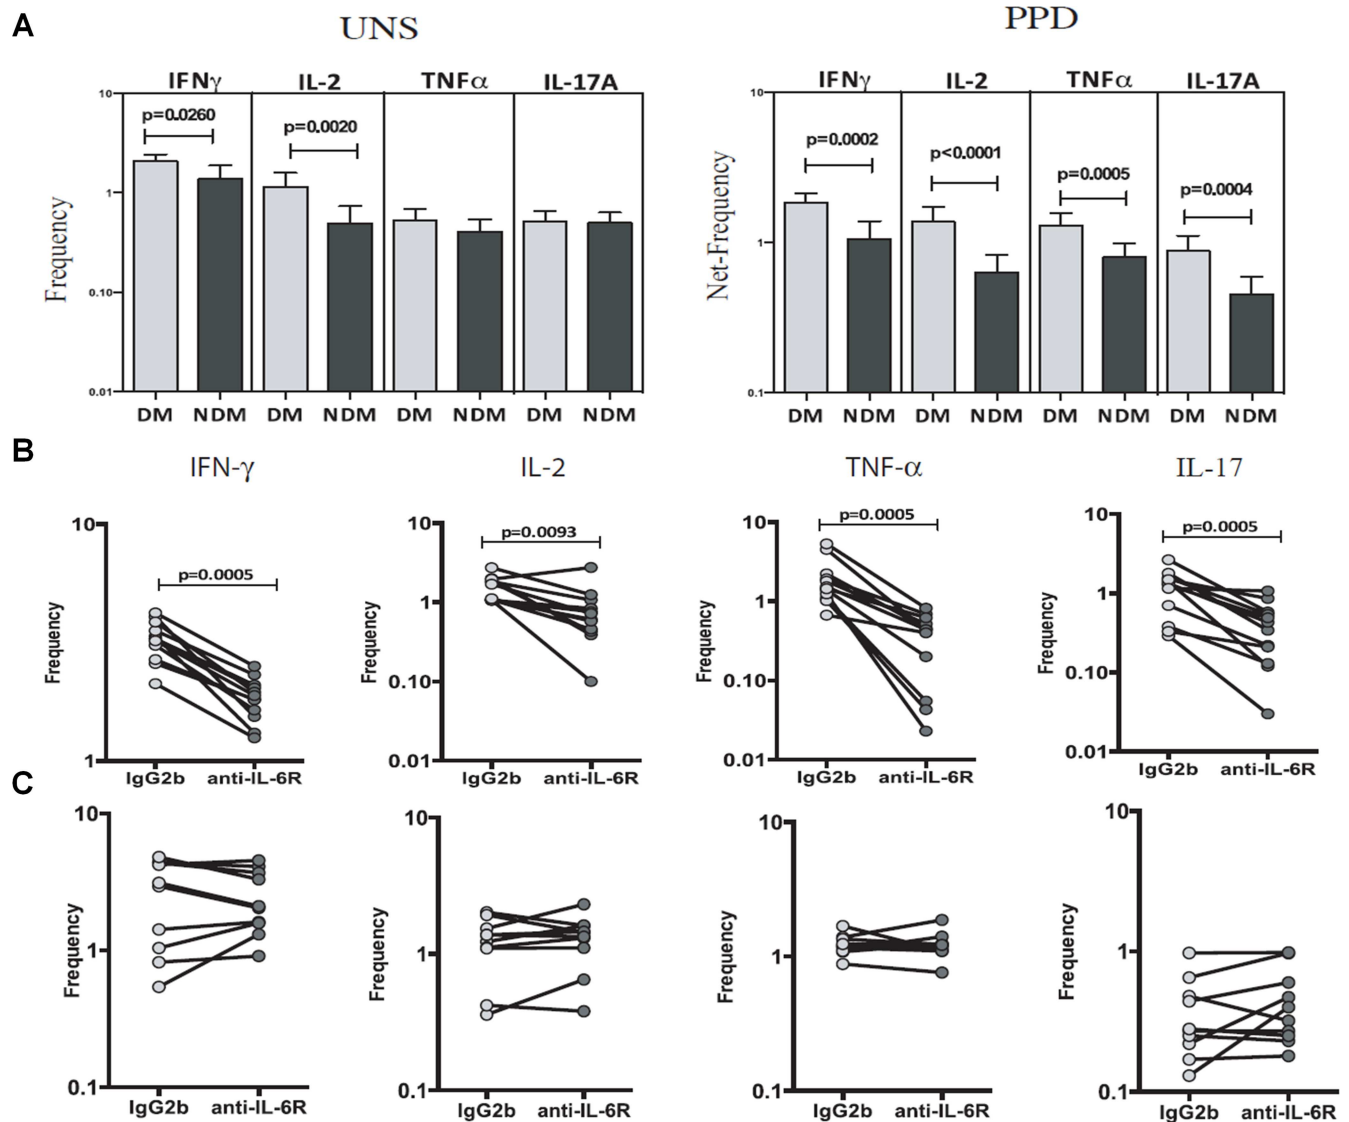 A
UNS
PPD
IFNγ IL-2 TNFα IL-17A
IFNγ IL-2 TNFα IL-17A
10
1
0.10
0.01
Frequency
p=0.0260
p=0.0020
DM NDM DM NDM DM NDM DM NDM
10
1
0.1
Net-Frequency
p=0.0002
p<0.0001
p=0.0005
p=0.0004
DM NDM DM NDM DM NDM DM NDM
B
IFN-γ
IL-2
TNF-α
IL-17
10
1
Frequency
p=0.0005
IgG2b anti-IL-6R
10
1
0.10
0.01
Frequency
p=0.0093
IgG2b anti-IL-6R
10
1
0.10
0.01
Frequency
p=0.0005
IgG2b anti-IL-6R
10
1
0.10
0.01
Frequency
p=0.0005
IgG2b anti-IL-6R
C
10
1
0.1
Frequency
IgG2b anti-IL-6R
10
1
0.1
Frequency
IgG2b anti-IL-6R
10
1
0.1
Frequency
IgG2b anti-IL-6R
10
1
0.1
Frequency
IgG2b anti-IL-6R